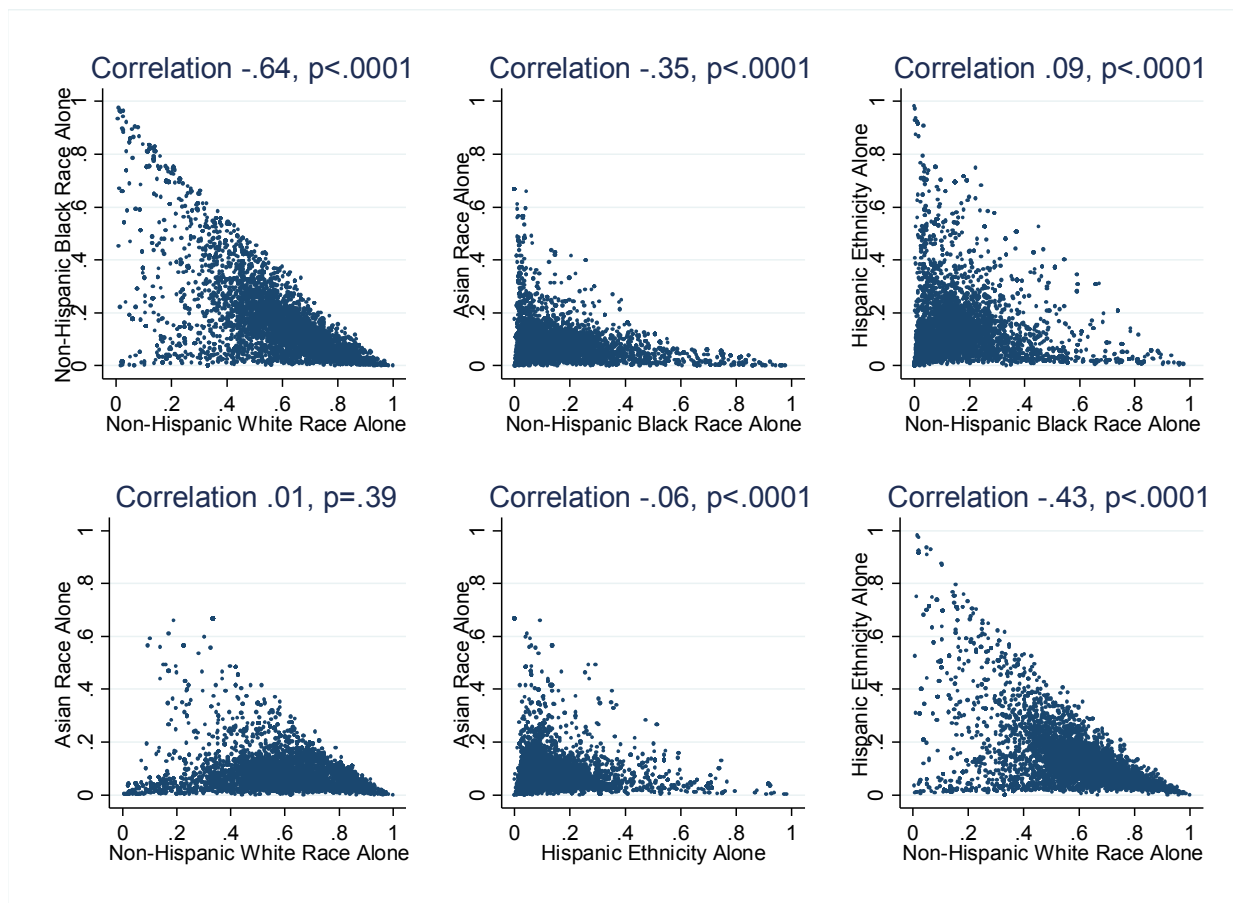 Correlation -.64, p<.0001
Non-Hispanic Black Race Alone
1
.8
.6
.4
.2
0
0 .2 .4 .6 .8 1
Non-Hispanic White Race Alone
Correlation -.35, p<.0001
Asian Race Alone
1
.8
.6
.4
.2
0
0 .2 .4 .6 .8 1
Non-Hispanic Black Race Alone
Correlation .09, p<.0001
Hispanic Ethnicity Alone
1
.8
.6
.4
.2
0
0 .2 .4 .6 .8 1
Non-Hispanic Black Race Alone
Correlation .01, p=.39
Asian Race Alone
1
.8
.6
.4
.2
0
0 .2 .4 .6 .8 1
Non-Hispanic White Race Alone
Correlation -.06, p<.0001
Asian Race Alone
1
.8
.6
.4
.2
0
0 .2 .4 .6 .8 1
Hispanic Ethnicity Alone
Correlation -.43, p<.0001
Hispanic Ethnicity Alone
1
.8
.6
.4
.2
0
0 .2 .4 .6 .8 1
Non-Hispanic White Race Alone